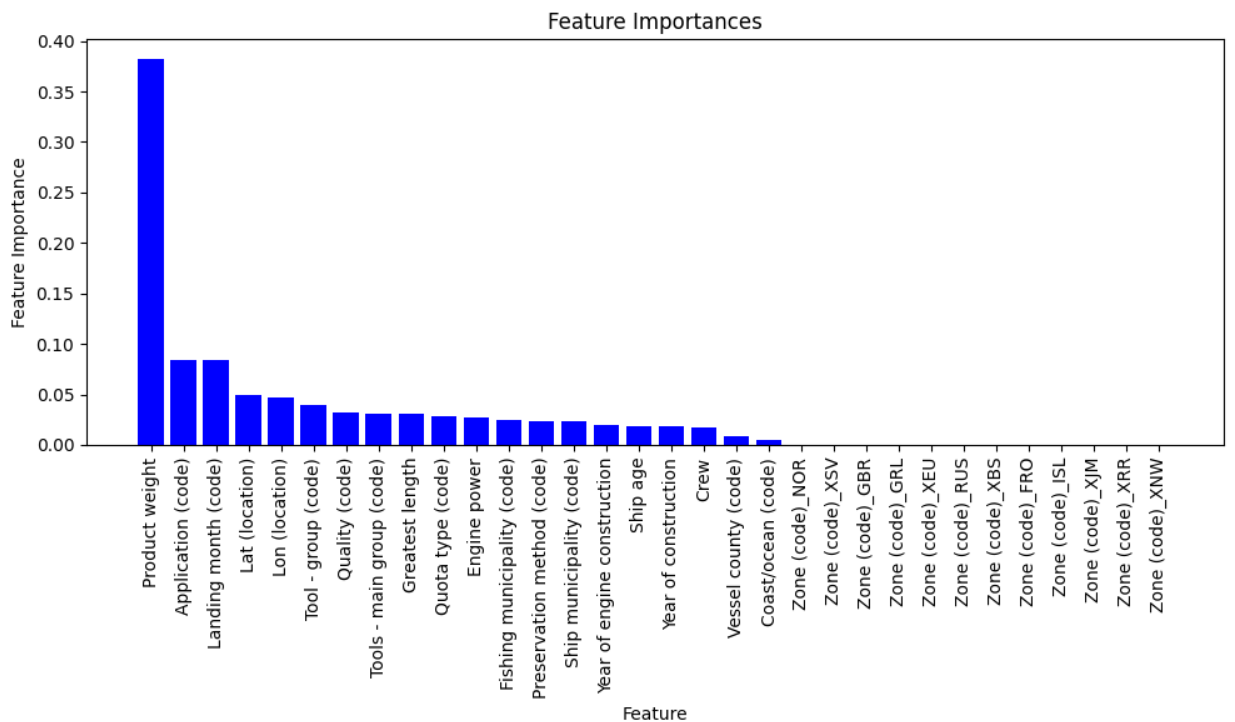 Feature Importances
0.40
0.35
0.30
0.25
0.20
0.15
0.10
0.05
0.00
Feature Importance
Product weight
Application (code)
Landing month (code)
Lat (location)
Lon (location)
Tool - group (code)
Quality (code)
Tools - main group (code)
Greatest length
Quota type (code)
Engine power
Fishing municipality (code)
Preservation method (code)
Ship municipality (code)
Year of engine construction
Ship age
Year of construction
Crew
Vessel county (code)
Coast/ocean (code)
Zone (code)_NOR
Zone (code)_XSV
Zone (code)_GBR
Zone (code)_GRL
Zone (code)_XEU
Zone (code)_RUS
Zone (code)_XBS
Zone (code)_FRO
Zone (code)_ISL
Zone (code)_XJM
Zone (code)_XRR
Zone (code)_XNW
Feature